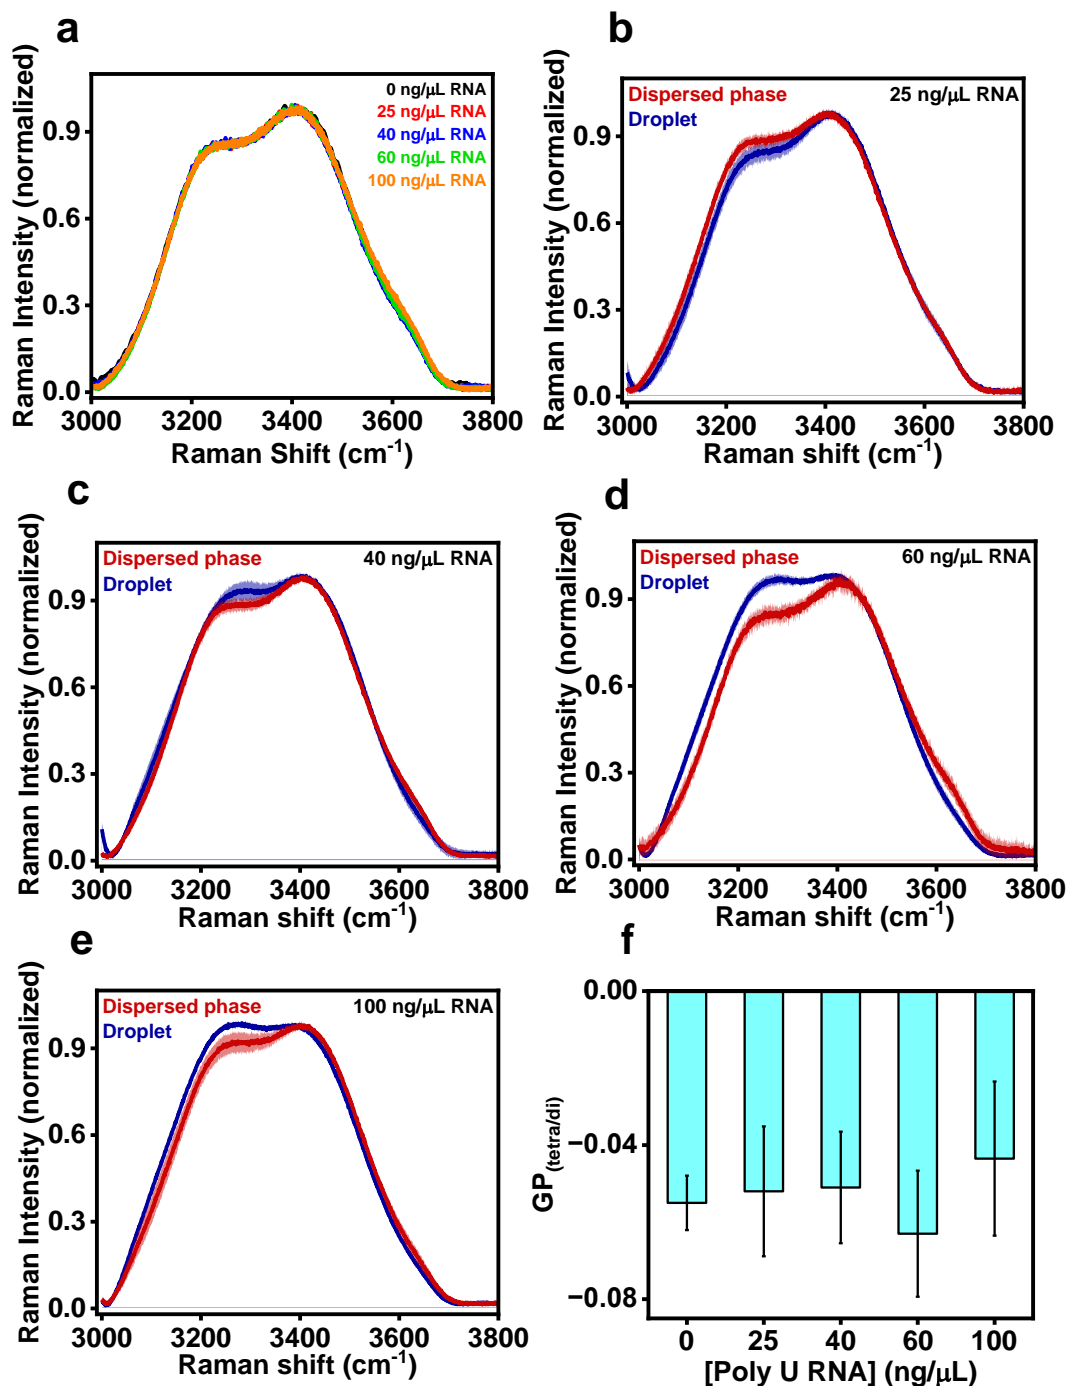 a
0 ng/μL RNA
25 ng/μL RNA
40 ng/μL RNA
60 ng/μL RNA
100 ng/μL RNA
Raman Intensity (normalized)
0.9
0.6
0.3
0.0
3000 3200 3400 3600 3800
Raman Shift (cm⁻¹)
b
Dispersed phase
Droplet
25 ng/μL RNA
Raman Intensity (normalized)
0.9
0.6
0.3
0.0
3000 3200 3400 3600 3800
Raman shift (cm⁻¹)
c
Dispersed phase
Droplet
40 ng/μL RNA
Raman Intensity (normalized)
0.9
0.6
0.3
0.0
3000 3200 3400 3600 3800
Raman shift (cm⁻¹)
d
Dispersed phase
Droplet
60 ng/μL RNA
Raman Intensity (normalized)
0.9
0.6
0.3
0.0
3000 3200 3400 3600 3800
Raman shift (cm⁻¹)
e
Dispersed phase
Droplet
100 ng/μL RNA
Raman Intensity (normalized)
0.9
0.6
0.3
0.0
3000 3200 3400 3600 3800
Raman shift (cm⁻¹)
f
GP(tetra/di)
0.00
−0.04
−0.08
0 25 40 60 100
[Poly U RNA] (ng/μL)